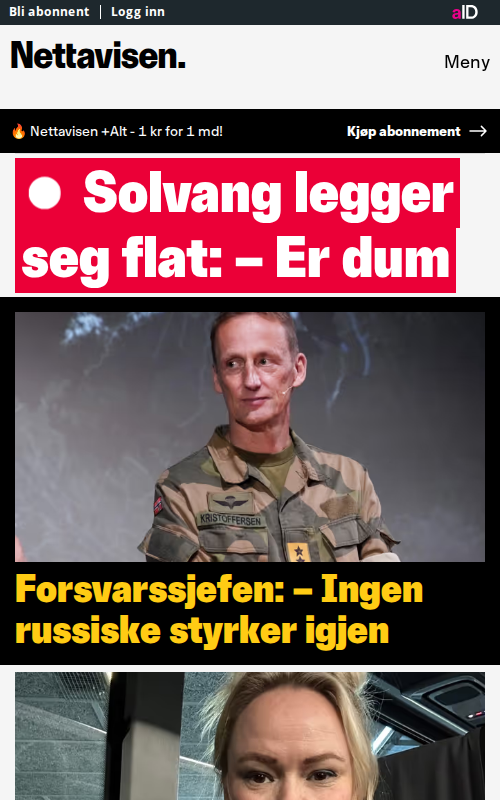 Bli abonnent | Logg inn
aID
Nettavisen.
Meny
🔥 Nettavisen +Alt - 1 kr for 1 md!
Kjøp abonnement →
Solvang legger
seg flat: – Er dum
KRISTOFFERSEN
Forsvarssjefen: – Ingen
russiske styrker igjen